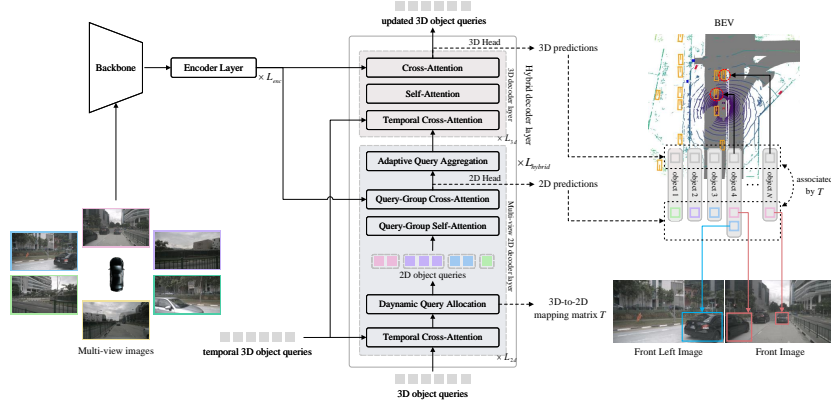 updated 3D object queries
BEV
3D Head
3D predictions
Backbone
Encoder Layer
× L_enc
Cross-Attention
Self-Attention
Temporal Cross-Attention
3D decoder layer
× L_3d
Hybrid decoder layer
× L_hybrid
Adaptive Query Aggregation
2D Head
2D predictions
Query-Group Cross-Attention
Query-Group Self-Attention
2D object queries
Multi-view 2D decoder layer
Daynamic Query Allocation
3D-to-2D
mapping matrix T
Temporal Cross-Attention
× L_2d
temporal 3D object queries
3D object queries
Multi-view images
object 1
object 2
object 3
object 4
...
object N
associated
by T
Front Left Image
Front Image